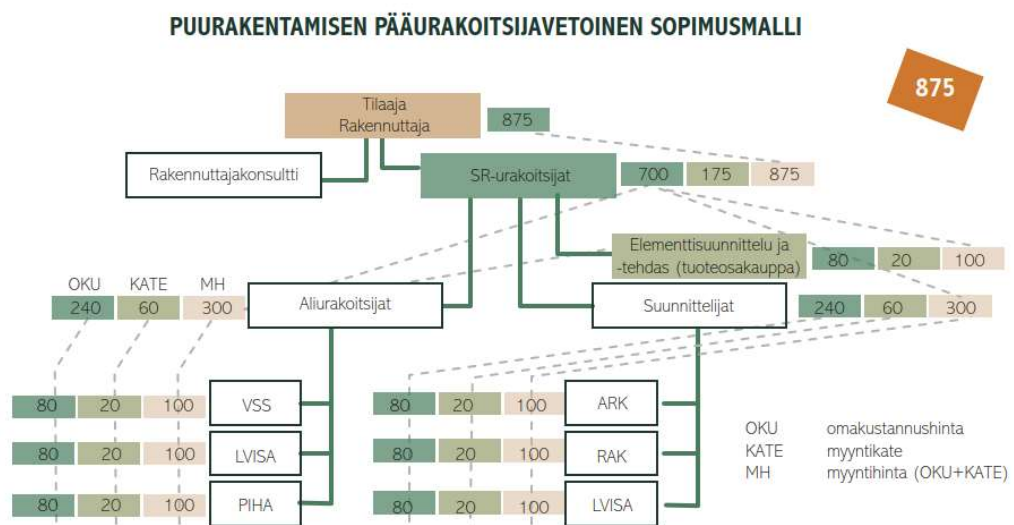 PUURAKENTAMISEN PÄÄURAKOITSIJAVETOINEN SOPIMUSMALLI
875
Tilaaja
Rakennuttaja
875
Rakennuttajakonsultti
SR-urakoitsijat
700 175 875
Elementtisuunnittelu ja
-tehdas (tuoteosakauppa)
80 20 100
OKU KATE MH
240 60 300
Aliurakoitsijat
Suunnittelijat
240 60 300
80 20 100 VSS
80 20 100 ARK
80 20 100 LVISA
80 20 100 RAK
80 20 100 PIHA
80 20 100 LVISA
OKU omakustannushinta
KATE myyntikate
MH myyntihinta (OKU+KATE)